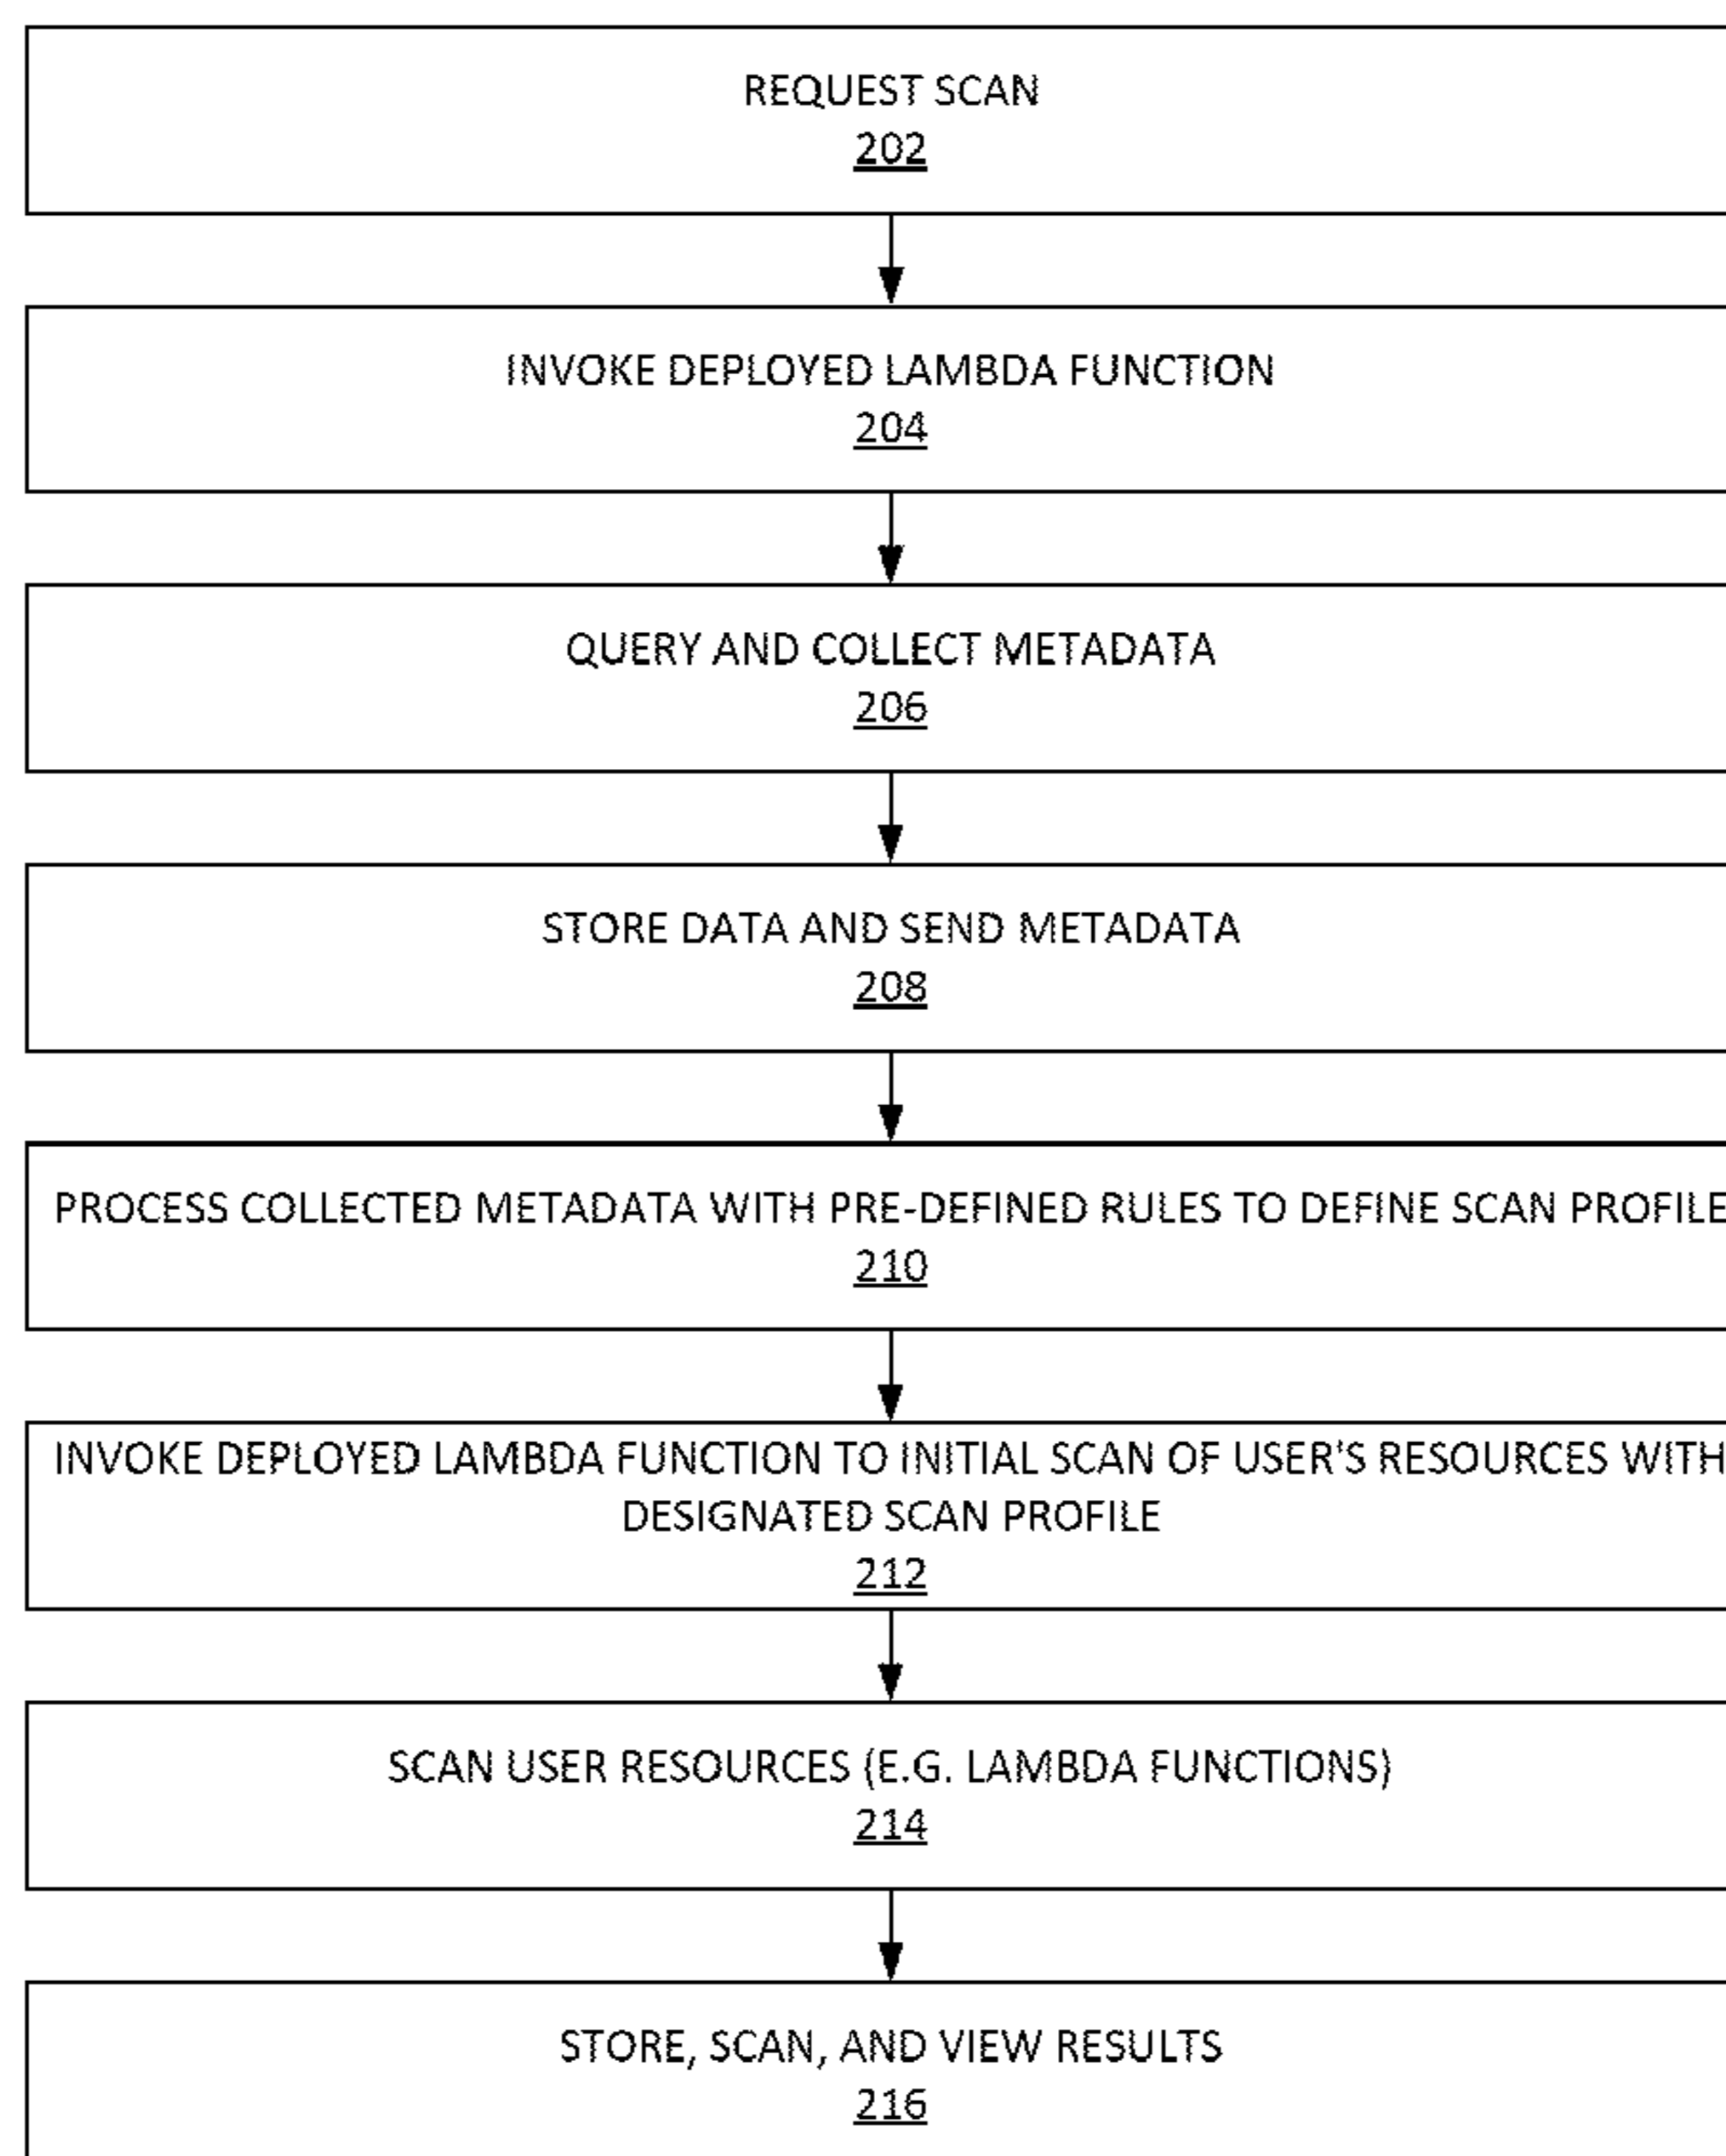 REQUEST SCAN
202
INVOKE DEPLOYED LAMBDA FUNCTION
204
QUERY AND COLLECT METADATA
206
STORE DATA AND SEND METADATA
208
PROCESS COLLECTED METADATA WITH PRE-DEFINED RULES TO DEFINE SCAN PROFILE
210
INVOKE DEPLOYED LAMBDA FUNCTION TO INITIAL SCAN OF USER'S RESOURCES WITH
DESIGNATED SCAN PROFILE
212
SCAN USER RESOURCES (E.G. LAMBDA FUNCTIONS)
214
STORE, SCAN, AND VIEW RESULTS
216